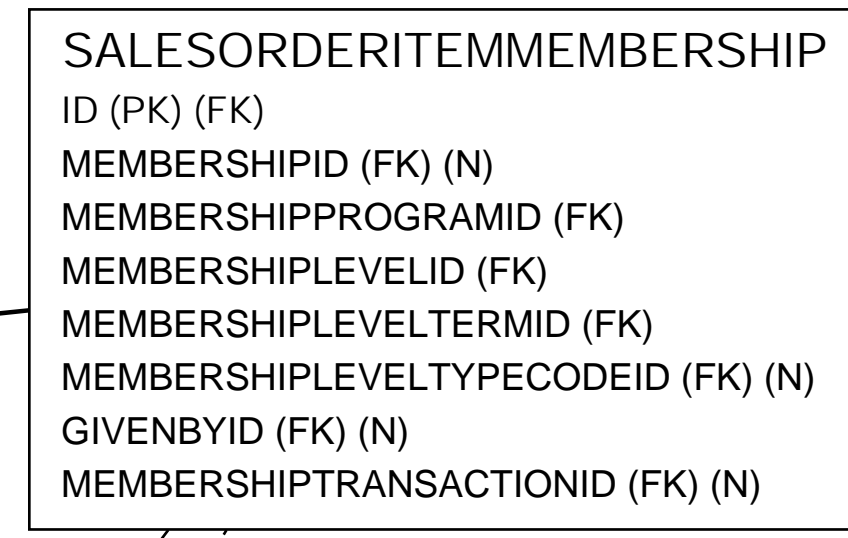 SALESORDERITEMMEMBERSHIP
ID (PK) (FK)
MEMBERSHIPID (FK) (N)
MEMBERSHIPPROGRAMID (FK)
MEMBERSHIPLEVELID (FK)
MEMBERSHIPLEVELTERMID (FK)
MEMBERSHIPLEVELTYPECODEID (FK) (N)
GIVENBYID (FK) (N)
MEMBERSHIPTRANSACTIONID (FK) (N)